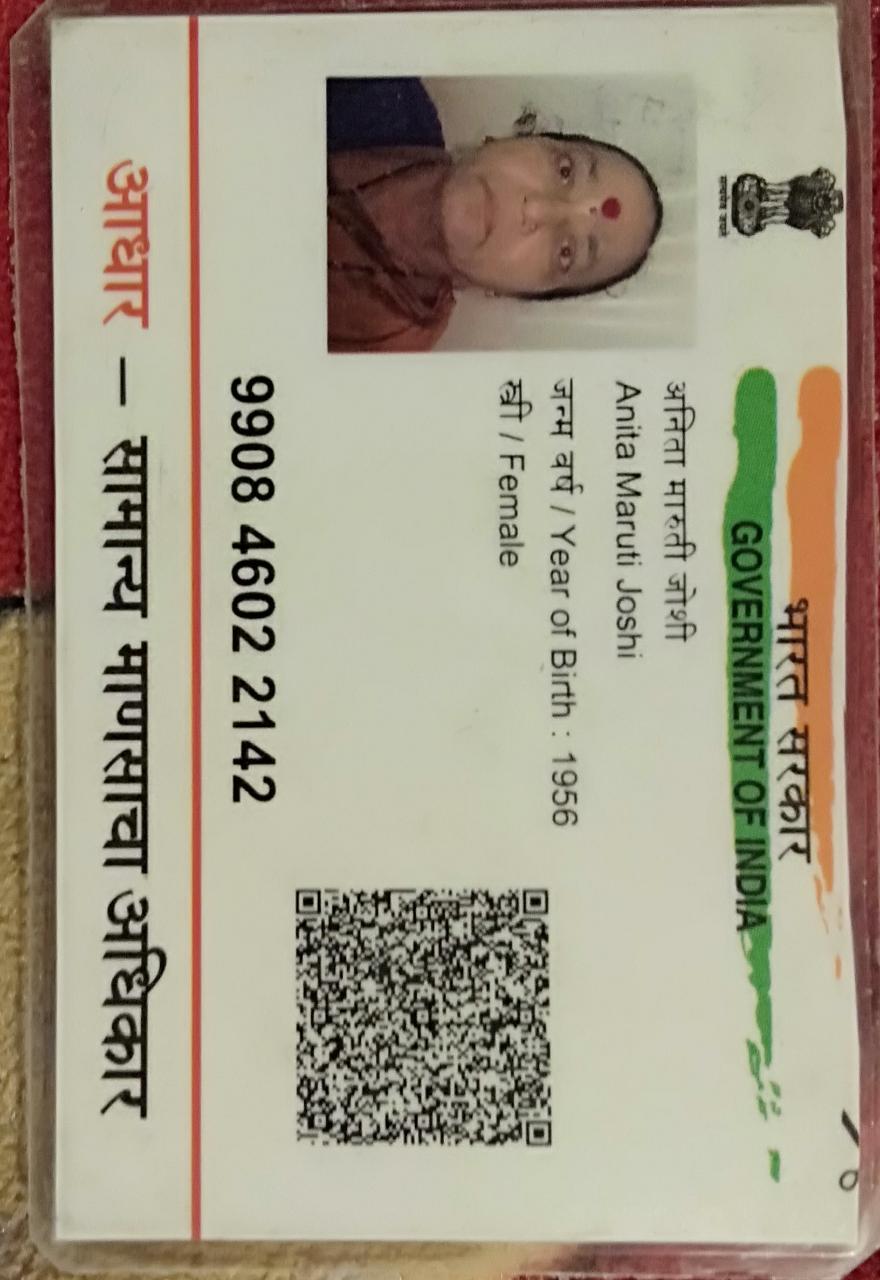 भारत सरकार
GOVERNMENT OF INDIA
सत्यमेव जयते
अनिता मारुती जोशी
Anita Maruti Joshi
जन्म वर्ष / Year of Birth : 1956
स्त्री / Female
9908 4602 2142
आधार — सामान्य माणसाचा अधिकार